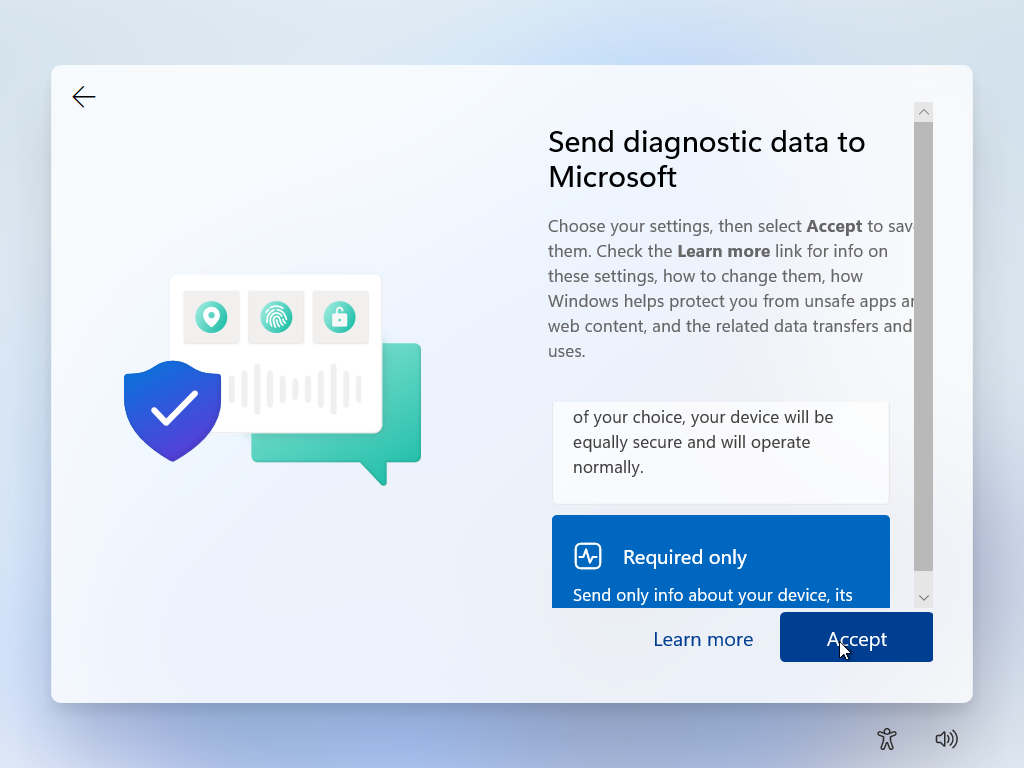 Send diagnostic data to
Microsoft
Choose your settings, then select Accept to sav
them. Check the Learn more link for info on
these settings, how to change them, how
Windows helps protect you from unsafe apps ar
web content, and the related data transfers and
uses.
of your choice, your device will be
equally secure and will operate
normally.
Required only
Send only info about your device, its
Learn more
Accept